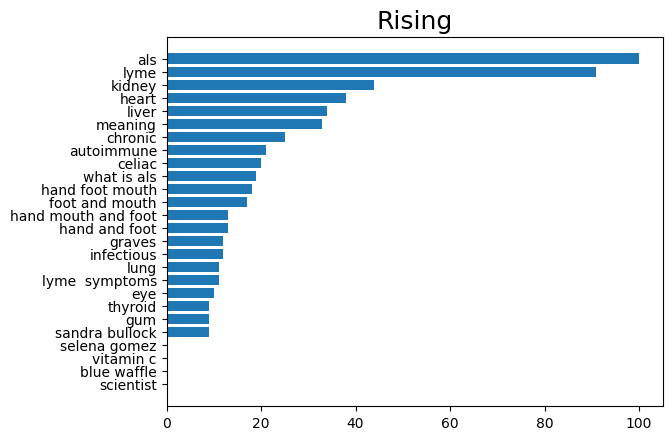 Rising
als
lyme
kidney
heart
liver
meaning
chronic
autoimmune
celiac
what is als
hand foot mouth
foot and mouth
hand mouth and foot
hand and foot
graves
infectious
lung
lyme  symptoms
eye
thyroid
gum
sandra bullock
selena gomez
vitamin c
blue waffle
scientist
0 20 40 60 80 100